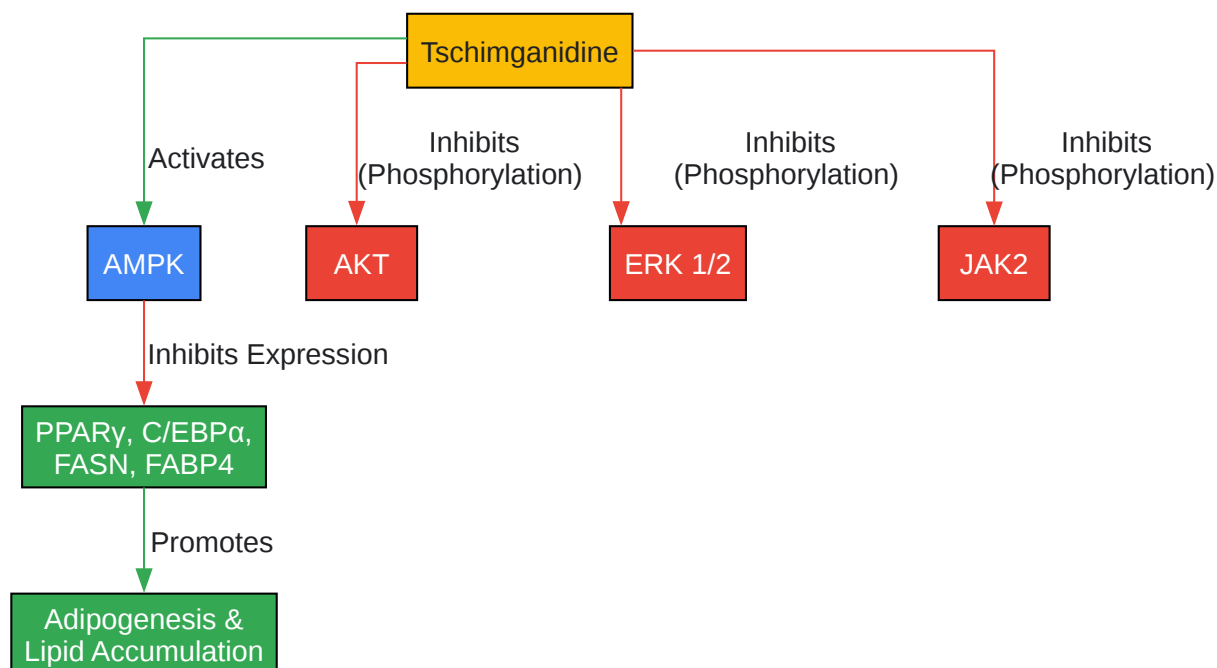 Tschimganidine
Activates
Inhibits
(Phosphorylation)
Inhibits
(Phosphorylation)
Inhibits
(Phosphorylation)
AMPK
AKT
ERK 1/2
JAK2
Inhibits Expression
PPARγ, C/EBPα,
FASN, FABP4
Promotes
Adipogenesis &
Lipid Accumulation